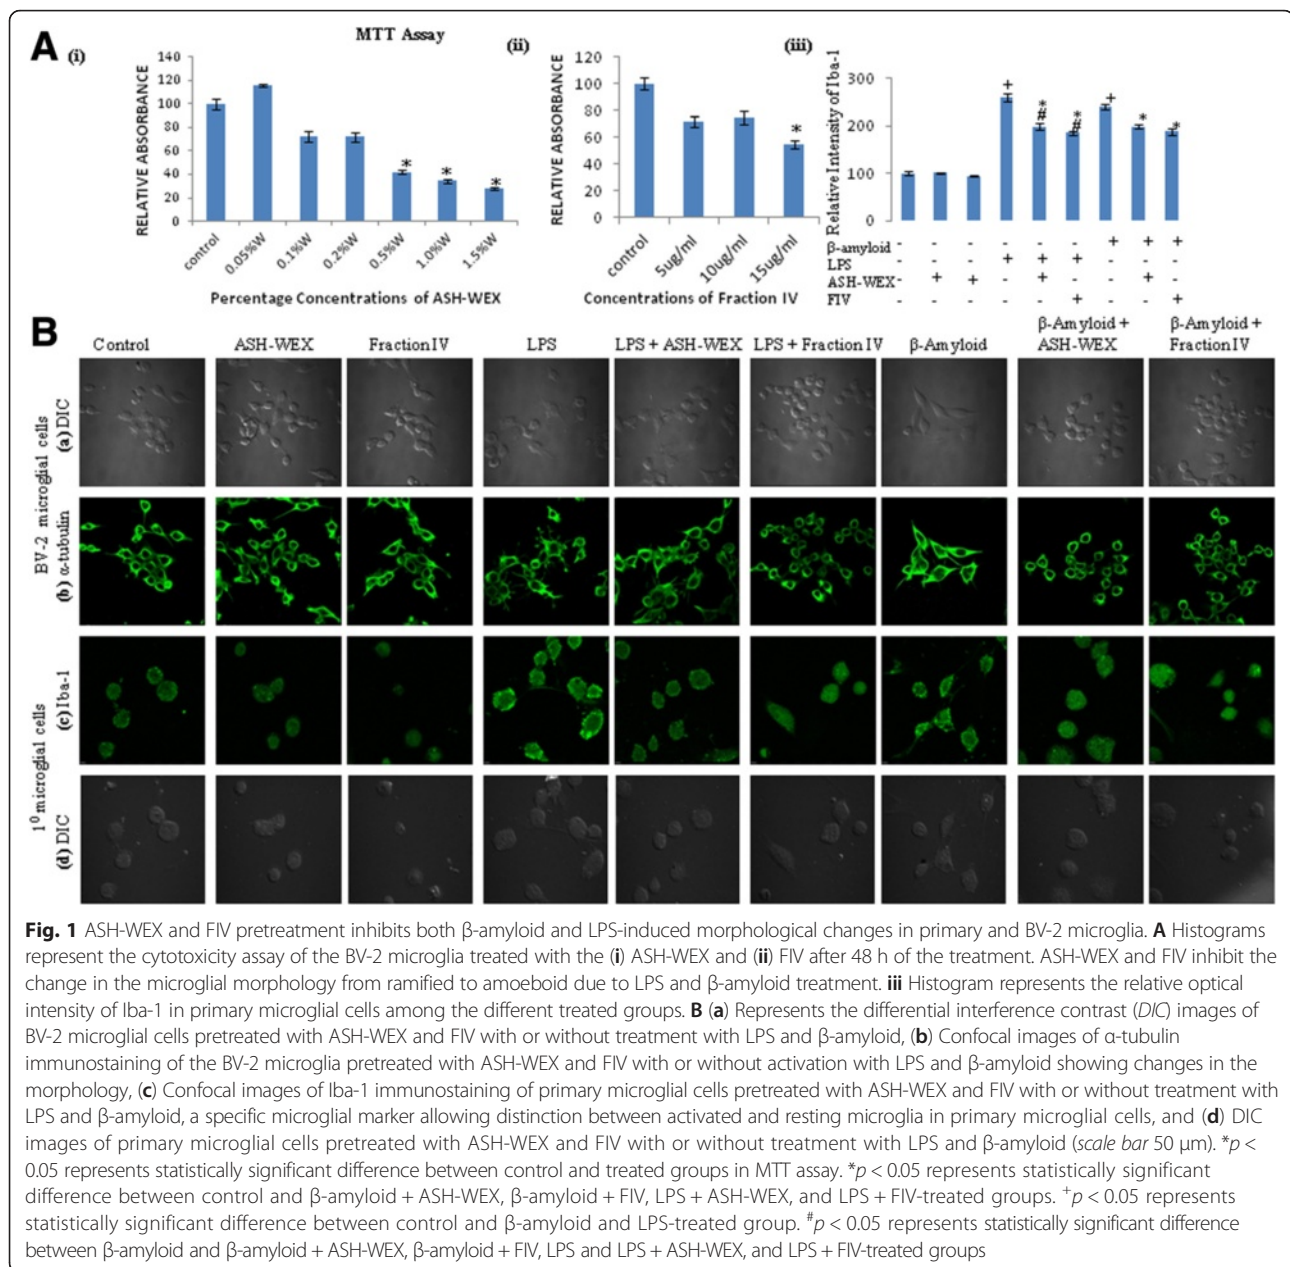 A
(i)
MTT Assay
RELATIVE ABSORBANCE
140
120
100
80
60
40
20
0
*
*
*
control
0.05%W
0.1%W
0.2%W
0.5%W
1.0%W
1.5%W
Percentage Concentrations of ASH-WEX
(ii)
RELATIVE ABSORBANCE
120
100
80
60
40
20
0
*
control
5ug/ml
10ug/ml
15ug/ml
Concentrations of Fraction IV
(iii)
Relative Intensity of Iba-1
300
200
100
0
+ * # * # + * *
β-amyloid - - - - - - + + +
LPS - - - + + + - - -
ASH-WEX - + + - + - - + -
FIV - - - - - + - - +
B
Control
ASH-WEX
Fraction IV
LPS
LPS + ASH-WEX
LPS + Fraction IV
β-Amyloid
β-Amyloid +
ASH-WEX
β-Amyloid +
Fraction IV
BV-2 microglial cells
(a) DIC
(b) α-tubulin
1⁰ microglial cells
(c) Iba-1
(d) DIC
Fig. 1 ASH-WEX and FIV pretreatment inhibits both β-amyloid and LPS-induced morphological changes in primary and BV-2 microglia. A Histograms
represent the cytotoxicity assay of the BV-2 microglia treated with the (i) ASH-WEX and (ii) FIV after 48 h of the treatment. ASH-WEX and FIV inhibit the
change in the microglial morphology from ramified to amoeboid due to LPS and β-amyloid treatment. iii Histogram represents the relative optical
intensity of Iba-1 in primary microglial cells among the different treated groups. B (a) Represents the differential interference contrast (DIC) images of
BV-2 microglial cells pretreated with ASH-WEX and FIV with or without treatment with LPS and β-amyloid, (b) Confocal images of α-tubulin
immunostaining of the BV-2 microglia pretreated with ASH-WEX and FIV with or without activation with LPS and β-amyloid showing changes in the
morphology, (c) Confocal images of Iba-1 immunostaining of primary microglial cells pretreated with ASH-WEX and FIV with or without treatment with
LPS and β-amyloid, a specific microglial marker allowing distinction between activated and resting microglia in primary microglial cells, and (d) DIC
images of primary microglial cells pretreated with ASH-WEX and FIV with or without treatment with LPS and β-amyloid (scale bar 50 μm). *p <
0.05 represents statistically significant difference between control and treated groups in MTT assay. *p < 0.05 represents statistically significant
difference between control and β-amyloid + ASH-WEX, β-amyloid + FIV, LPS + ASH-WEX, and LPS + FIV-treated groups. ⁺p < 0.05 represents
statistically significant difference between control and β-amyloid and LPS-treated group. #p < 0.05 represents statistically significant difference
between β-amyloid and β-amyloid + ASH-WEX, β-amyloid + FIV, LPS and LPS + ASH-WEX, and LPS + FIV-treated groups